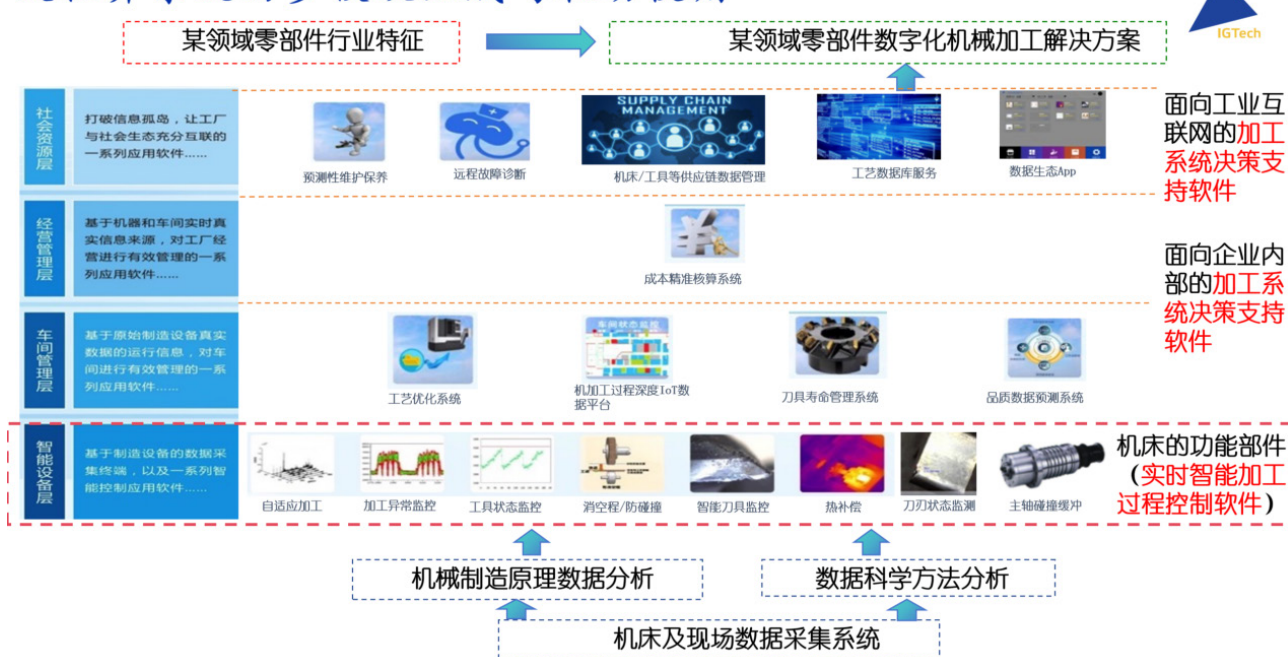 IGTech
某领域零部件行业特征
某领域零部件数字化机械加工解决方案
社会资源层
打破信息孤岛，让工厂
与社会生态充分互联的
一系列应用软件……
预测性维护保养
远程故障诊断
SUPPLY CHAIN
MANAGEMENT
机床/工具等供应链数据管理
工艺数据库服务
数据生态App
面向工业互
联网的加工
系统决策支
持软件
经营管理层
基于机器和车间实时真
实信息来源，对工厂经
营进行有效管理的一系
列应用软件……
成本精准核算系统
面向企业内
部的加工系
统决策支持
软件
车间管理层
基于原始制造设备真实
数据的运行信息，对车
间进行有效管理的一系
列应用软件……
工艺优化系统
车间状态监控
机加工过程深度IoT数
据平台
刀具寿命管理系统
品质数据预测系统
智能设备层
基于制造设备的数据采
集终端，以及一系列智
能控制应用软件……
自适应加工
加工异常监控
工具状态监控
消空程/防碰撞
智能刀具监控
热补偿
刀刃状态监测
主轴碰撞缓冲
机床的功能部件
（实时智能加工
过程控制软件）
机械制造原理数据分析
数据科学方法分析
机床及现场数据采集系统